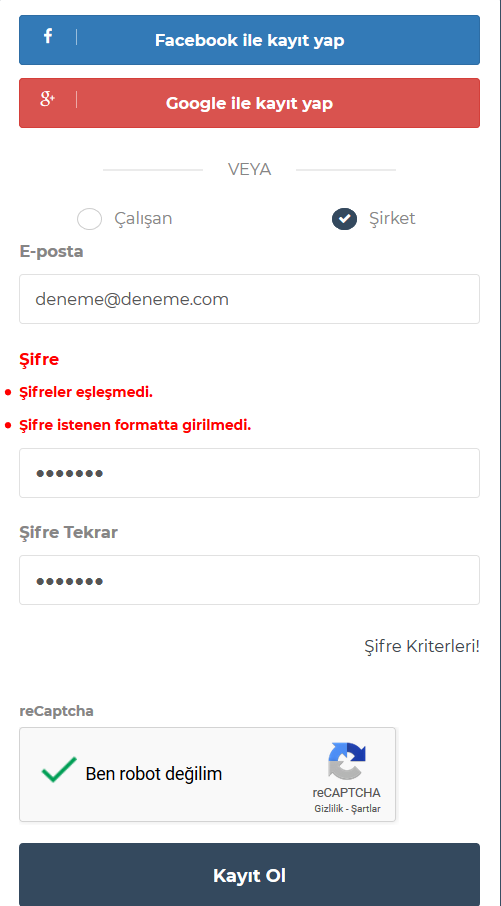 Facebook ile kayıt yap
Google ile kayıt yap
VEYA
Çalışan
Şirket
E-posta
deneme@deneme.com
Şifre
Şifreler eşleşmedi.
Şifre istenen formatta girilmedi.
Şifre Tekrar
Şifre Kriterleri!
reCaptcha
Ben robot değilim
reCAPTCHA
Gizlilik - Şartlar
Kayıt Ol